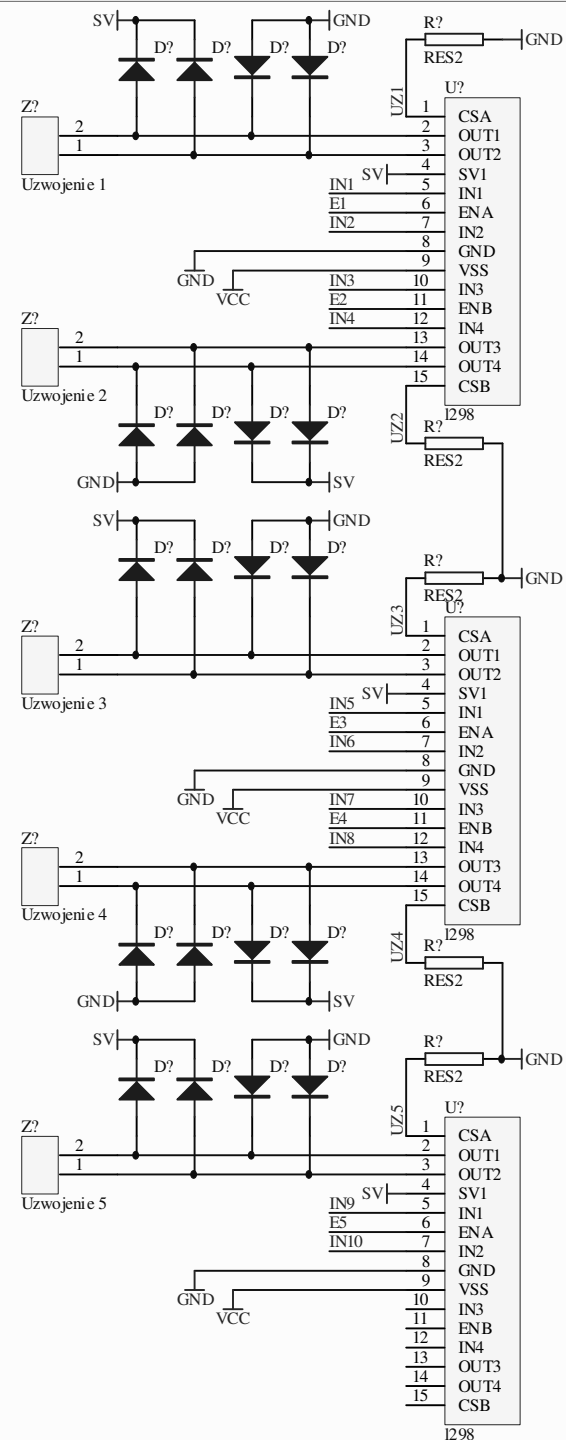 SV D? D? D? D? GND R? GND
RES2
U?
UZ1
Z?
2
1
Uzwojenie 1
1 CSA
2 OUT1
3 OUT2
SV 4 SV1
IN1 5 IN1
E1 6 ENA
IN2 7 IN2
8 GND
GND
9 VSS
VCC
IN3 10 IN3
E2 11 ENB
IN4 12 IN4
Z?
2
1
Uzwojenie 2
13 OUT3
14 OUT4
15 CSB
l298
UZ2
R?
RES2
D? D? D? D?
GND SV
SV D? D? D? D? GND
R?
RES2
GND
U?
UZ3
Z?
2
1
Uzwojenie 3
1 CSA
2 OUT1
3 OUT2
SV 4 SV1
IN5 5 IN1
E3 6 ENA
IN6 7 IN2
8 GND
GND
9 VSS
VCC
IN7 10 IN3
E4 11 ENB
IN8 12 IN4
Z?
2
1
Uzwojenie 4
13 OUT3
14 OUT4
15 CSB
l298
UZ4
R?
RES2
D? D? D? D?
GND SV
SV D? D? D? D? GND
R?
RES2
GND
U?
UZ5
Z?
2
1
Uzwojenie 5
1 CSA
2 OUT1
3 OUT2
SV 4 SV1
IN9 5 IN1
E5 6 ENA
IN10 7 IN2
8 GND
GND
9 VSS
VCC
10 IN3
11 ENB
12 IN4
13 OUT3
14 OUT4
15 CSB
l298